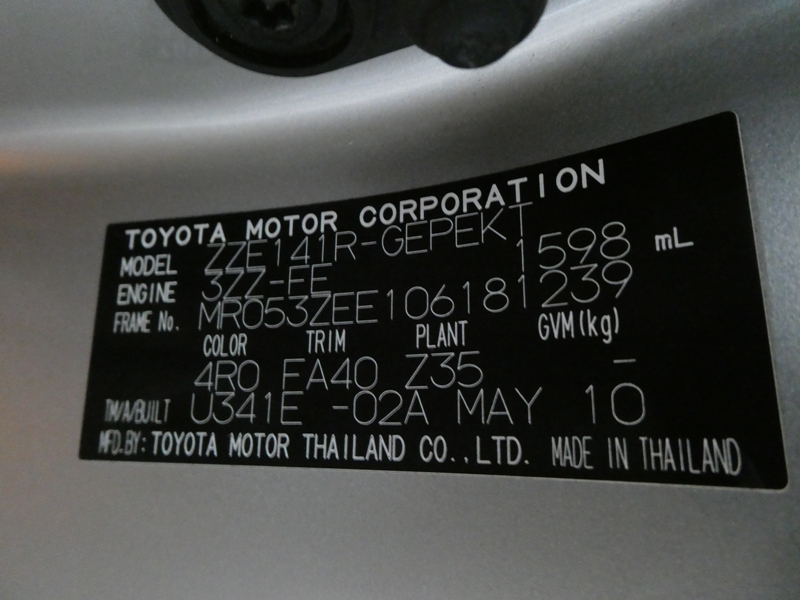 TOYOTA MOTOR CORPORATION
MODEL ZZE141R-GEPEKT
ENGINE 3ZZ-FE 1598 mL
FRAME No. MR053ZEE106181239
COLOR TRIM PLANT GVM(kg)
4R0 FA40 Z35 -
TM/A/BUILT U341E -02A MAY 10
MFD.BY: TOYOTA MOTOR THAILAND CO.,LTD. MADE IN THAILAND